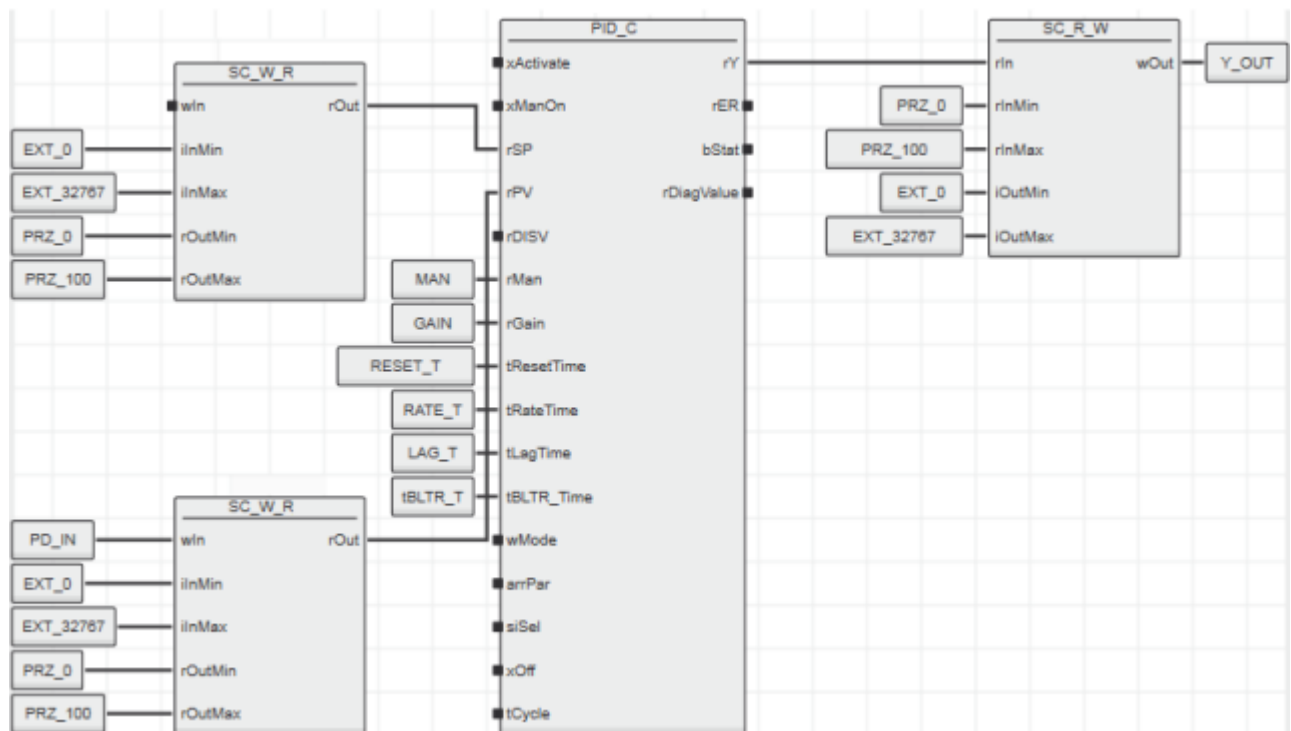 PID_C
xActivate
xManOn
rSP
rPV
rDISV
rMan
rGain
tResetTime
tRateTime
tLagTime
tBLTR_Time
wMode
arrPar
siSel
xOff
tCycle
rY
rER
bStat
rDiagValue
SC_W_R
wIn
iInMin
iInMax
rOutMin
rOutMax
rOut
EXT_0
EXT_32767
PRZ_0
PRZ_100
MAN
GAIN
RESET_T
RATE_T
LAG_T
tBLTR_T
SC_W_R
wIn
iInMin
iInMax
rOutMin
rOutMax
rOut
PD_IN
EXT_0
EXT_32767
PRZ_0
PRZ_100
SC_R_W
rIn
rInMin
rInMax
iOutMin
iOutMax
wOut
Y_OUT
PRZ_0
PRZ_100
EXT_0
EXT_32767